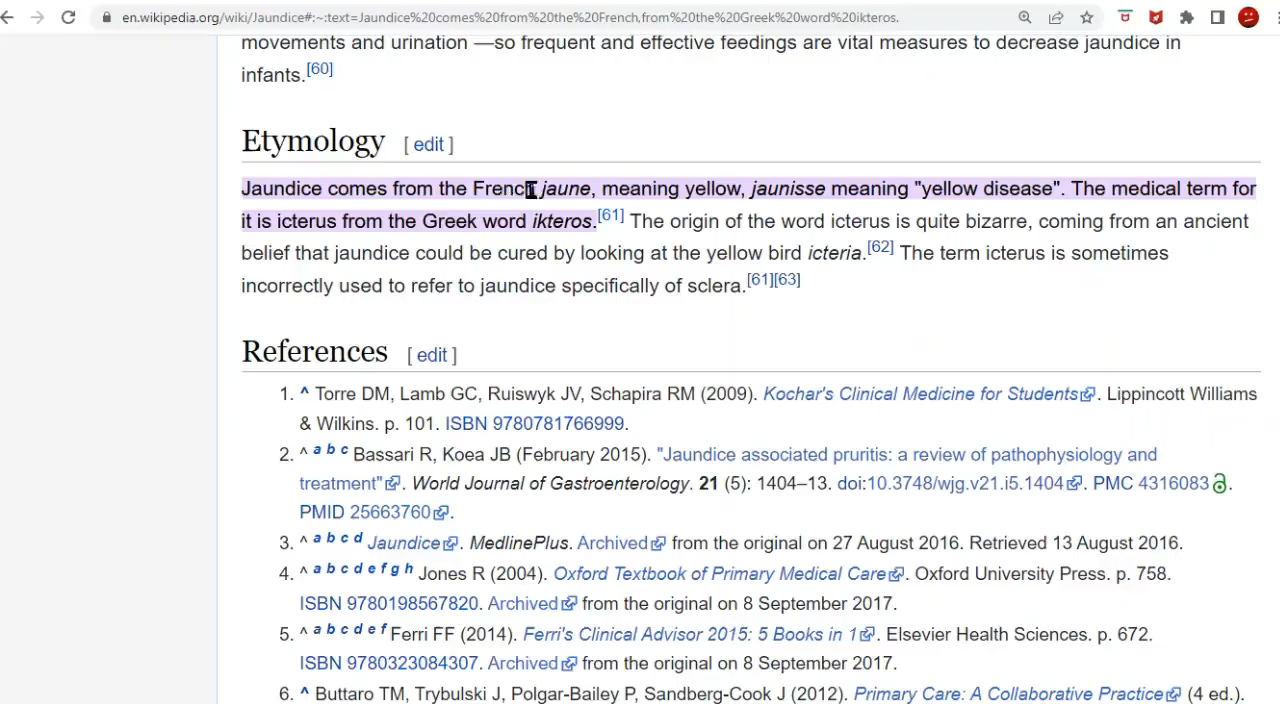 en.wikipedia.org/wiki/Jaundice#:~:text=Jaundice%20comes%20from%20the%20French,from%20the%20Greek%20word%20ikteros.
movements and urination —so frequent and effective feedings are vital measures to decrease jaundice in
infants.[60]
Etymology [ edit ]
Jaundice comes from the French jaune, meaning yellow, jaunisse meaning "yellow disease". The medical term for
it is icterus from the Greek word ikteros.[61] The origin of the word icterus is quite bizarre, coming from an ancient
belief that jaundice could be cured by looking at the yellow bird icteria.[62] The term icterus is sometimes
incorrectly used to refer to jaundice specifically of sclera.[61][63]
References [ edit ]
1. ^ Torre DM, Lamb GC, Ruiswyk JV, Schapira RM (2009). Kochar's Clinical Medicine for Students. Lippincott Williams
& Wilkins. p. 101. ISBN 9780781766999.
2. ^ a b c Bassari R, Koea JB (February 2015). "Jaundice associated pruritis: a review of pathophysiology and
treatment". World Journal of Gastroenterology. 21 (5): 1404–13. doi:10.3748/wjg.v21.i5.1404. PMC 4316083.
PMID 25663760.
3. ^ a b c d Jaundice. MedlinePlus. Archived from the original on 27 August 2016. Retrieved 13 August 2016.
4. ^ a b c d e f g h Jones R (2004). Oxford Textbook of Primary Medical Care. Oxford University Press. p. 758.
ISBN 9780198567820. Archived from the original on 8 September 2017.
5. ^ a b c d e f Ferri FF (2014). Ferri's Clinical Advisor 2015: 5 Books in 1. Elsevier Health Sciences. p. 672.
ISBN 9780323084307. Archived from the original on 8 September 2017.
6. ^ Buttaro TM, Trybulski J, Polgar-Bailey P, Sandberg-Cook J (2012). Primary Care: A Collaborative Practice (4 ed.).